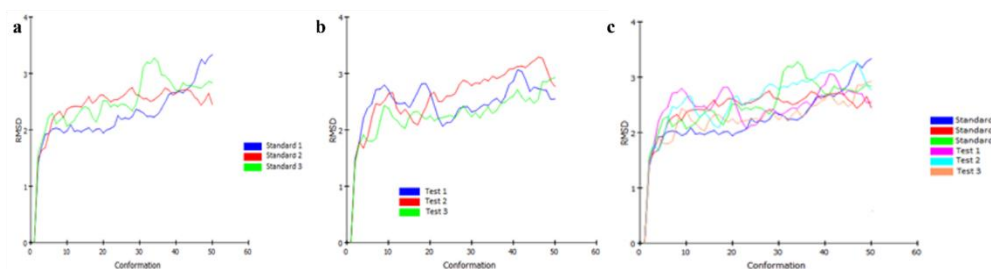 a
4
3
2
1
0
RMSD
0 10 20 30 40 50 60
Conformation
Standard 1
Standard 2
Standard 3
b
4
3
2
1
0
RMSD
0 10 20 30 40 50 60
Conformation
Test 1
Test 2
Test 3
c
4
3
2
1
0
RMSD
0 10 20 30 40 50 60
Conformation
Standard
Standard
Standard
Test 1
Test 2
Test 3